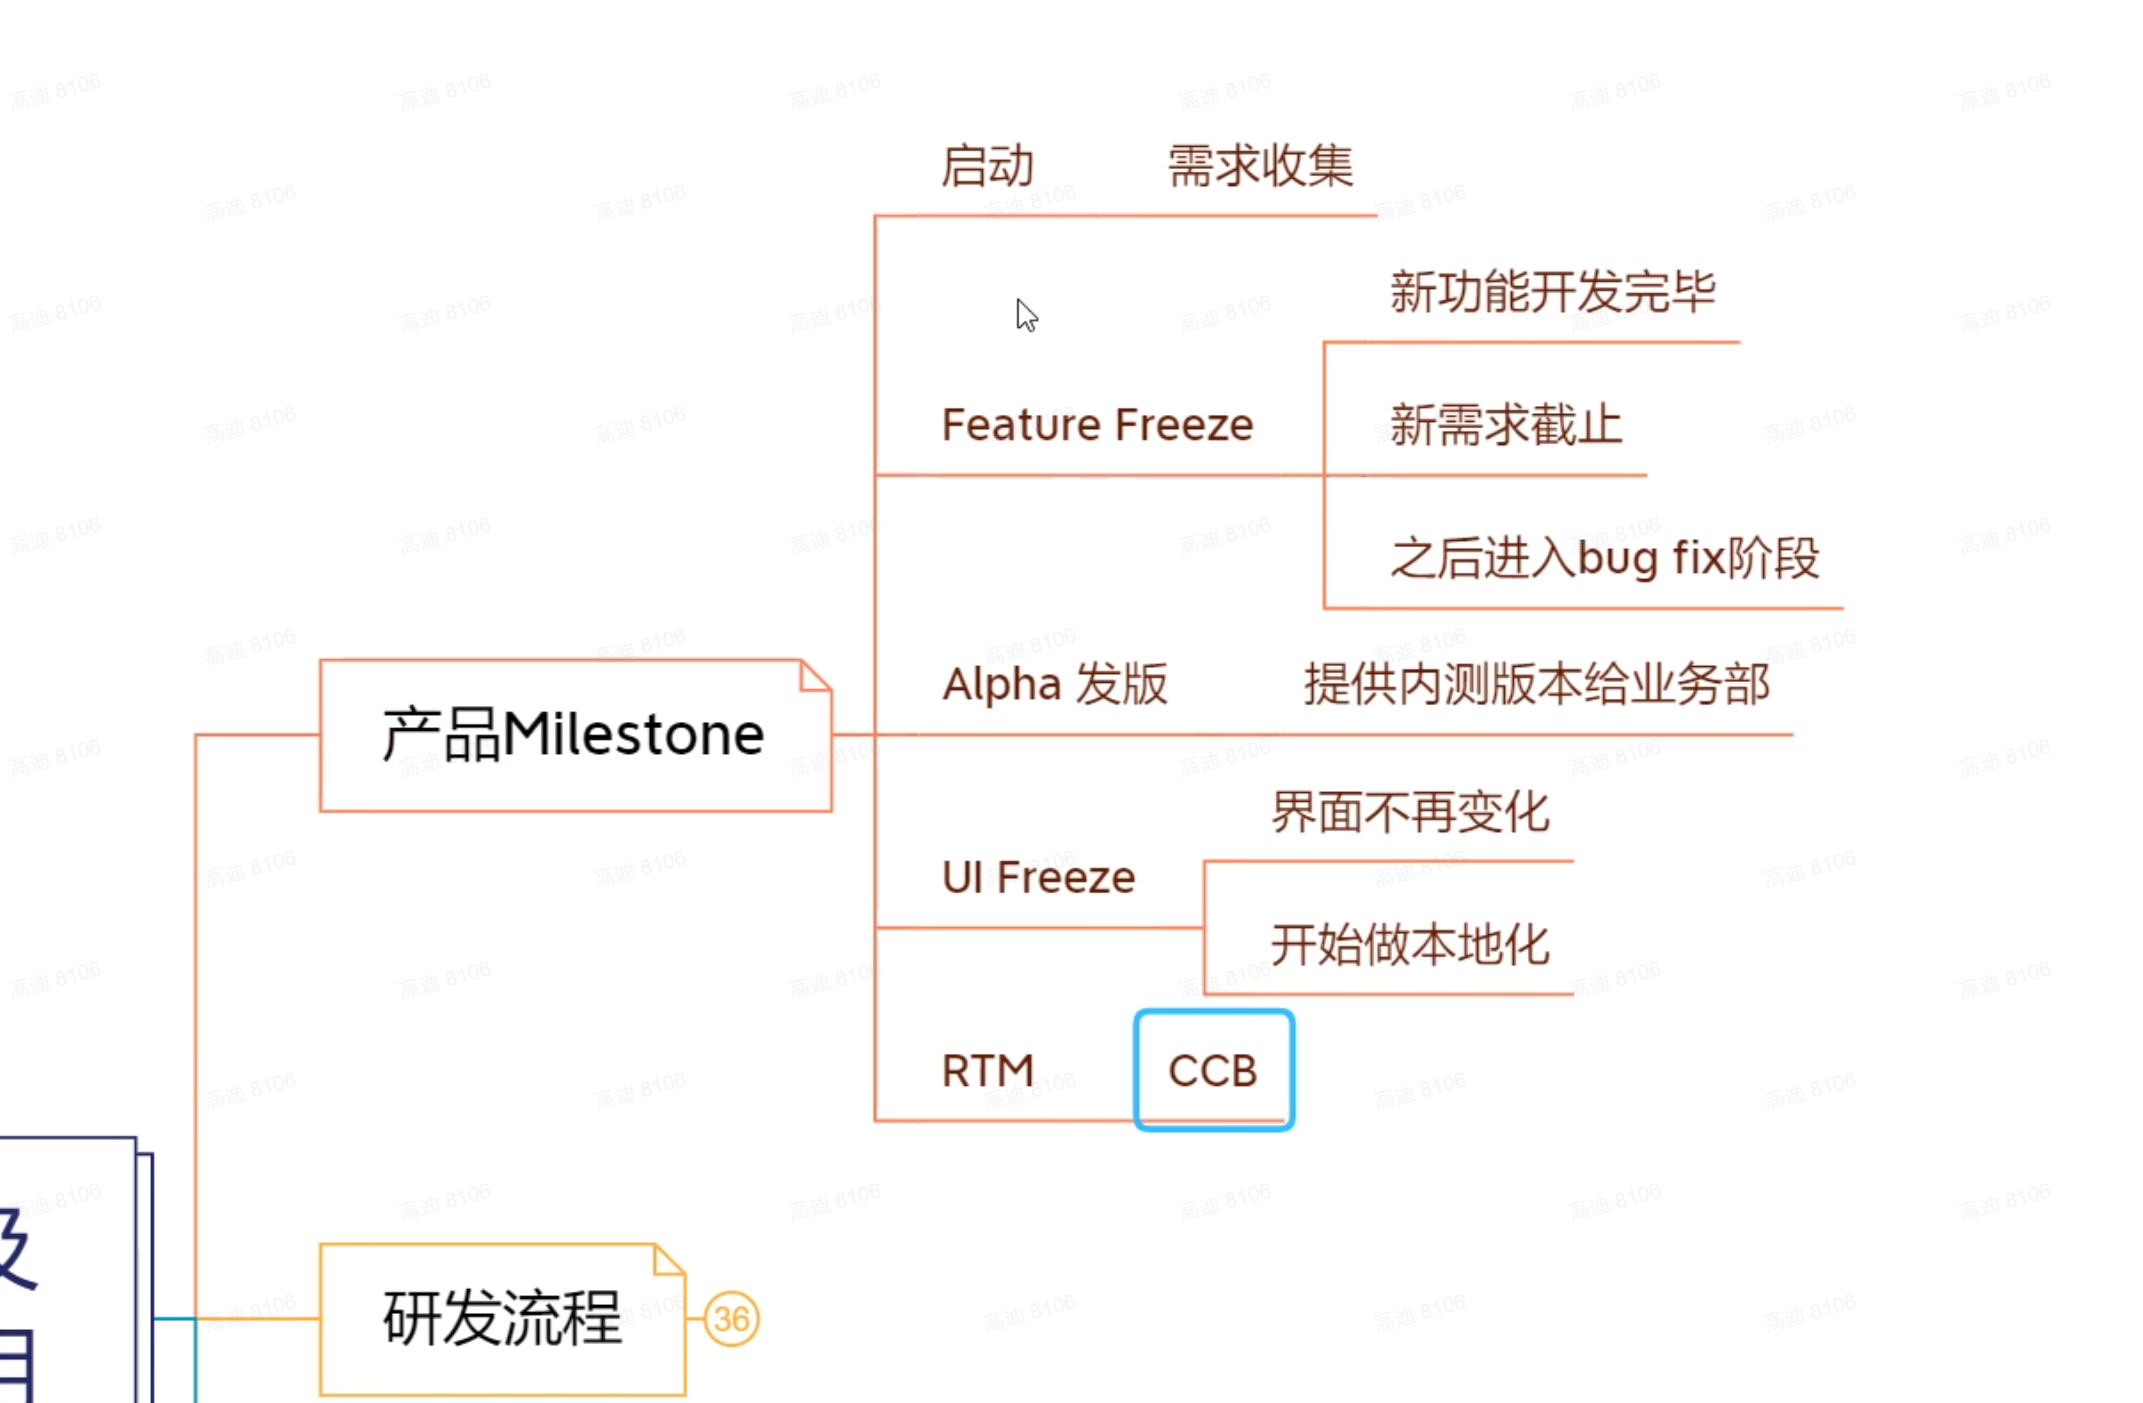 启动 需求收集
新功能开发完毕
Feature Freeze 新需求截止
之后进入bug fix阶段
Alpha 发版 提供内测版本给业务部
产品Milestone
界面不再变化
UI Freeze
开始做本地化
RTM CCB
研发流程 36
高迪 8106